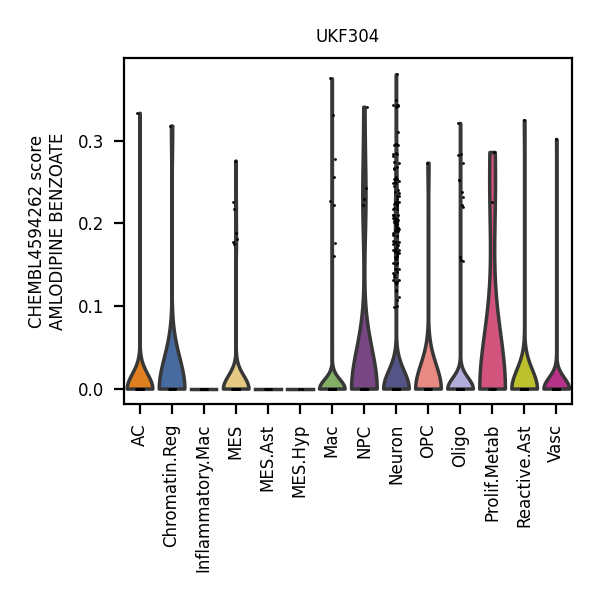 UKF304
CHEMBL4594262 score
AMLODIPINE BENZOATE
0.3
0.2
0.1
0.0
AC
Chromatin.Reg
Inflammatory.Mac
MES
MES.Ast
MES.Hyp
Mac
NPC
Neuron
OPC
Oligo
Prolif.Metab
Reactive.Ast
Vasc